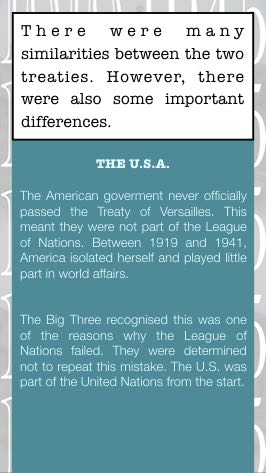 There were many
similarities between the two
treaties. However, there
were also some important
differences.
THE U.S.A.
The American goverment never officially
passed the Treaty of Versailles. This
meant they were not part of the League
of Nations. Between 1919 and 1941,
America isolated herself and played little
part in world affairs.
The Big Three recognised this was one
of the reasons why the League of
Nations failed. They were determined
not to repeat this mistake. The U.S. was
part of the United Nations from the start.